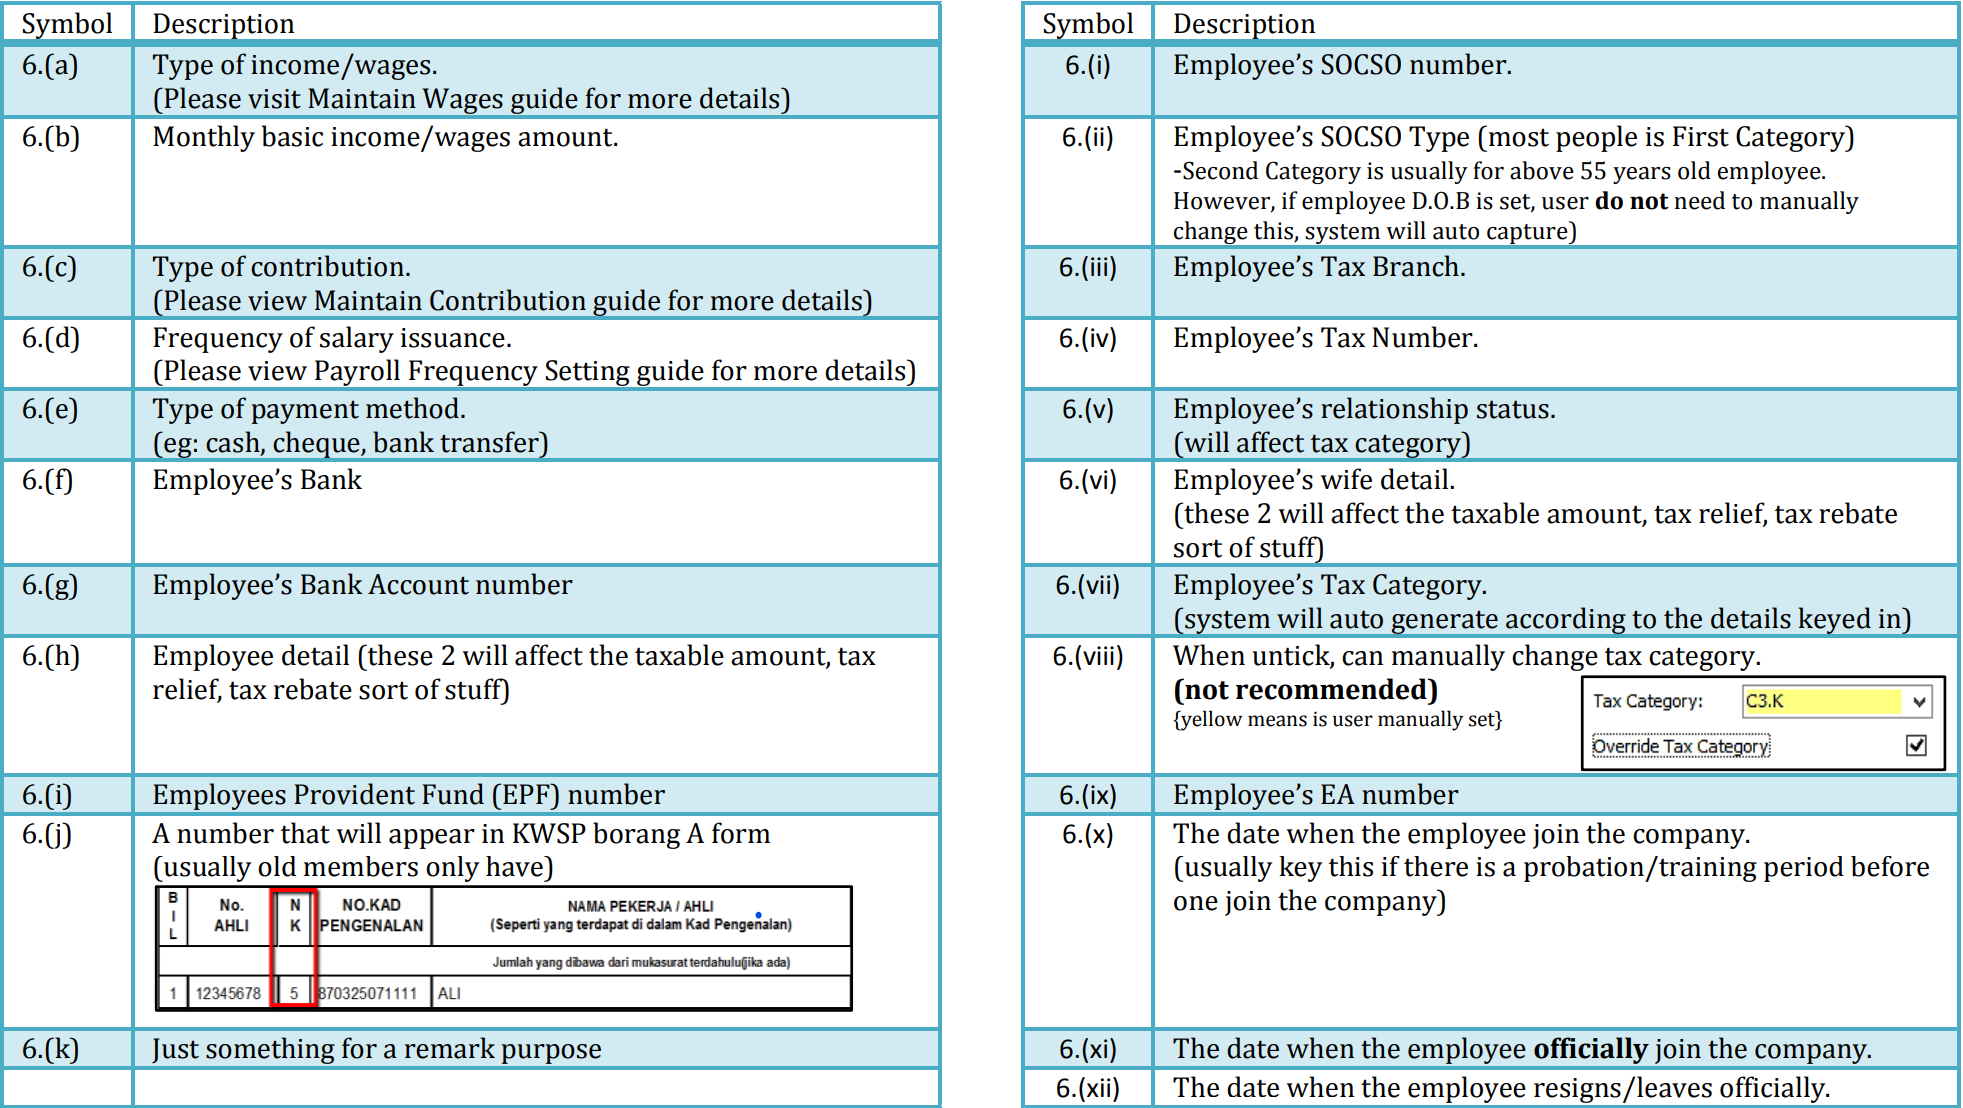 Symbol Description
6.(a) Type of income/wages.
(Please visit Maintain Wages guide for more details)
6.(b) Monthly basic income/wages amount.
6.(c) Type of contribution.
(Please view Maintain Contribution guide for more details)
6.(d) Frequency of salary issuance.
(Please view Payroll Frequency Setting guide for more details)
6.(e) Type of payment method.
(eg: cash, cheque, bank transfer)
6.(f) Employee’s Bank
6.(g) Employee’s Bank Account number
6.(h) Employee detail (these 2 will affect the taxable amount, tax
relief, tax rebate sort of stuff)
6.(i) Employees Provident Fund (EPF) number
6.(j) A number that will appear in KWSP borang A form
(usually old members only have)
BIL No. AHLI NK NO.KAD PENGENALAN NAMA PEKERJA / AHLI
(Seperti yang terdapat di dalam Kad Pengenalan)
Jumlah yang dibawa dari mukasurat terdahulu(jika ada)
1 12345678 5 870325071111 ALI
6.(k) Just something for a remark purpose
Symbol Description
6.(i) Employee’s SOCSO number.
6.(ii) Employee’s SOCSO Type (most people is First Category)
-Second Category is usually for above 55 years old employee.
However, if employee D.O.B is set, user do not need to manually
change this, system will auto capture)
6.(iii) Employee’s Tax Branch.
6.(iv) Employee’s Tax Number.
6.(v) Employee’s relationship status.
(will affect tax category)
6.(vi) Employee’s wife detail.
(these 2 will affect the taxable amount, tax relief, tax rebate
sort of stuff)
6.(vii) Employee’s Tax Category.
(system will auto generate according to the details keyed in)
6.(viii) When untick, can manually change tax category.
(not recommended)
{yellow means is user manually set}
Tax Category: C3.K
Override Tax Category
6.(ix) Employee’s EA number
6.(x) The date when the employee join the company.
(usually key this if there is a probation/training period before
one join the company)
6.(xi) The date when the employee officially join the company.
6.(xii) The date when the employee resigns/leaves officially.